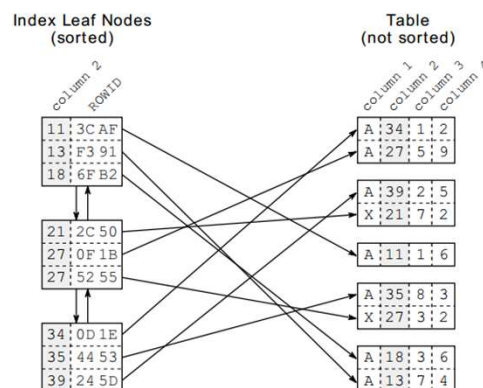 Index Leaf Nodes
(sorted)
column 2
ROWID
11 3C AF
13 F3 91
18 6F B2
21 2C 50
27 0F 1B
27 52 55
34 0D 1E
35 44 53
39 24 5D
Table
(not sorted)
column 1
column 2
column 3
column 4
A 34 1 2
A 27 5 9
A 39 2 5
X 21 7 2
A 11 1 6
A 35 8 3
X 27 3 2
A 18 3 6
A 13 7 4